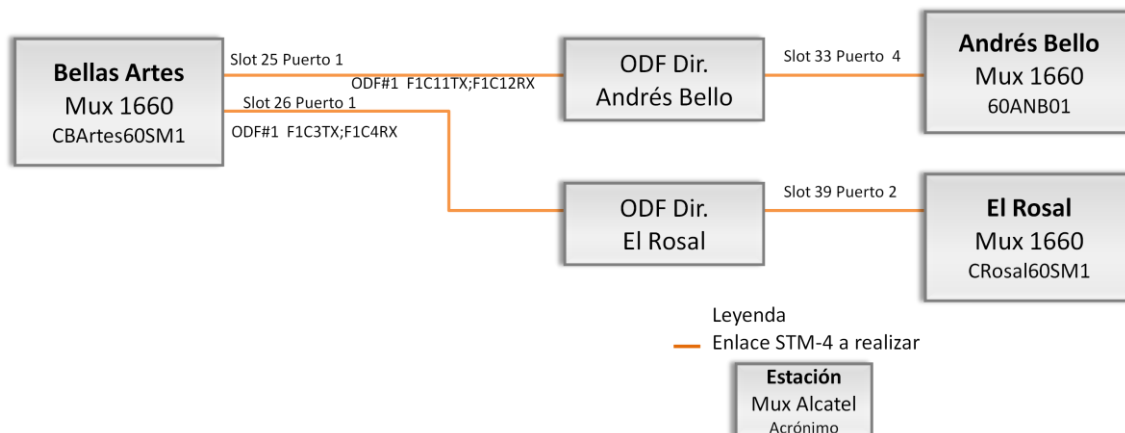 Bellas Artes
Mux 1660
CBArtes60SM1
Slot 25 Puerto 1
ODF#1 F1C11TX;F1C12RX
Slot 26 Puerto 1
ODF#1 F1C3TX;F1C4RX
ODF Dir.
Andrés Bello
Slot 33 Puerto 4
Andrés Bello
Mux 1660
60ANB01
ODF Dir.
El Rosal
Slot 39 Puerto 2
El Rosal
Mux 1660
CRosal60SM1
Leyenda
Enlace STM-4 a realizar
Estación
Mux Alcatel
Acrónimo